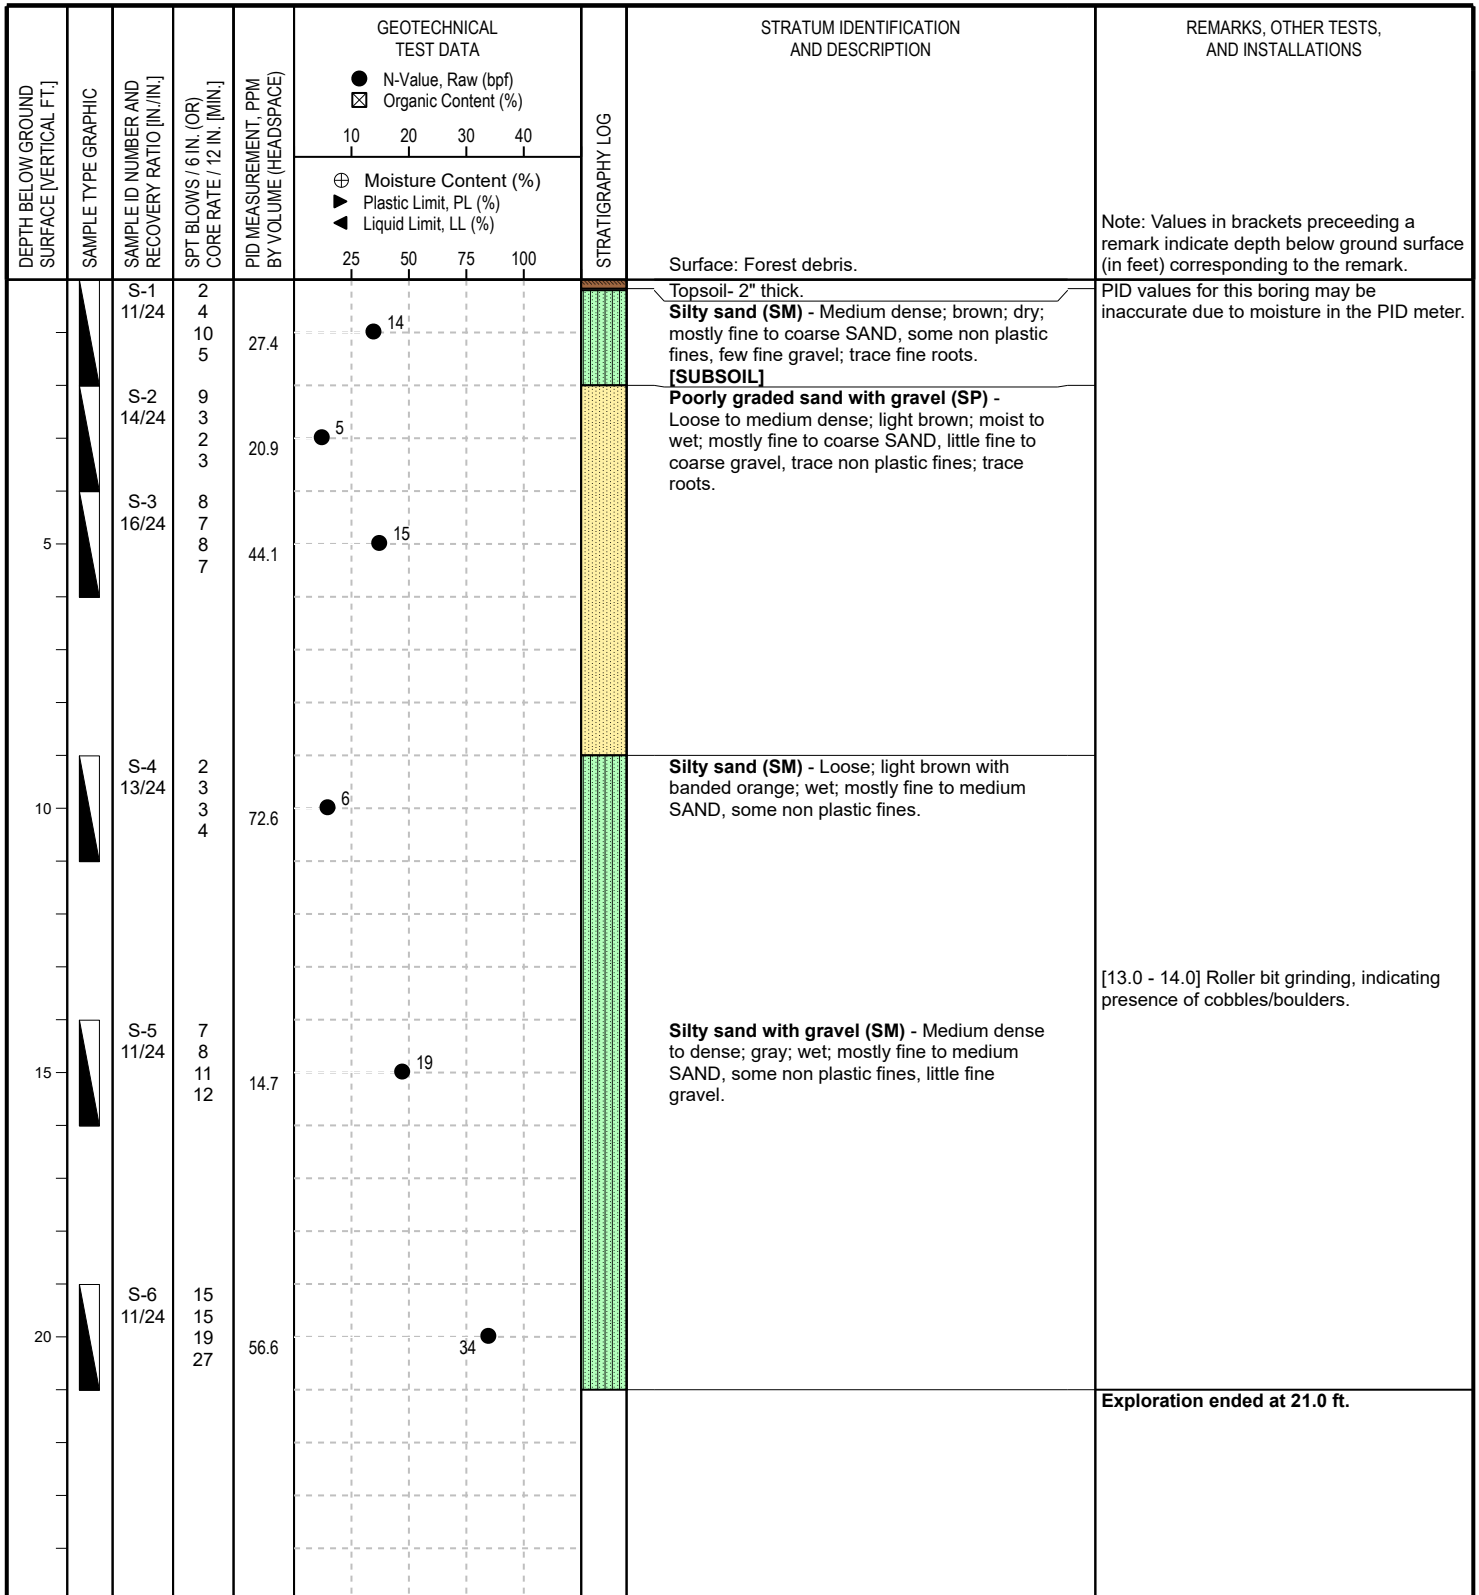 DEPTH BELOW GROUND
SURFACE [VERTICAL FT.]
SAMPLE TYPE GRAPHIC
SAMPLE ID NUMBER AND
RECOVERY RATIO [IN./IN.]
SPT BLOWS / 6 IN. (OR)
CORE RATE / 12 IN. [MIN.]
PID MEASUREMENT, PPM
BY VOLUME (HEADSPACE)
GEOTECHNICAL
TEST DATA
N-Value, Raw (bpf)
Organic Content (%)
10 20 30 40
Moisture Content (%)
Plastic Limit, PL (%)
Liquid Limit, LL (%)
25 50 75 100
STRATIGRAPHY LOG
STRATUM IDENTIFICATION
AND DESCRIPTION
Surface: Forest debris.
REMARKS, OTHER TESTS,
AND INSTALLATIONS
Note: Values in brackets preceeding a
remark indicate depth below ground surface
(in feet) corresponding to the remark.
S-1
11/24
2
4
10
5
27.4
14
Topsoil- 2" thick.
Silty sand (SM) - Medium dense; brown; dry;
mostly fine to coarse SAND, some non plastic
fines, few fine gravel; trace fine roots.
[SUBSOIL]
PID values for this boring may be
inaccurate due to moisture in the PID meter.
S-2
14/24
9
3
2
3
20.9
5
Poorly graded sand with gravel (SP) -
Loose to medium dense; light brown; moist to
wet; mostly fine to coarse SAND, little fine to
coarse gravel, trace non plastic fines; trace
roots.
S-3
16/24
8
7
8
7
5
44.1
15
S-4
13/24
2
3
3
4
10
72.6
6
Silty sand (SM) - Loose; light brown with
banded orange; wet; mostly fine to medium
SAND, some non plastic fines.
[13.0 - 14.0] Roller bit grinding, indicating
presence of cobbles/boulders.
S-5
11/24
7
8
11
12
15
14.7
19
Silty sand with gravel (SM) - Medium dense
to dense; gray; wet; mostly fine to medium
SAND, some non plastic fines, little fine
gravel.
S-6
11/24
15
15
19
27
20
56.6
34
Exploration ended at 21.0 ft.